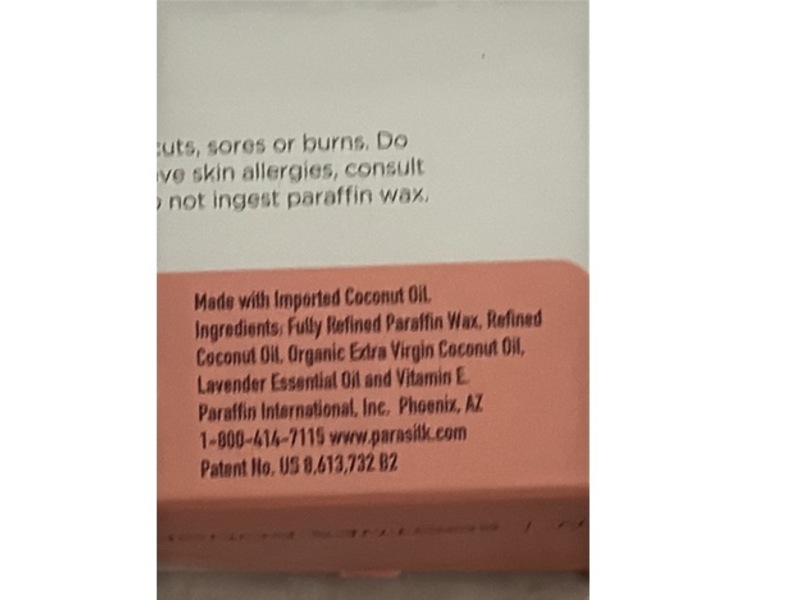 cuts, sores or burns. Do
ve skin allergies, consult
not ingest paraffin wax.
Made with Imported Coconut Oil.
Ingredients: Fully Refined Paraffin Wax, Refined
Coconut Oil, Organic Extra Virgin Coconut Oil,
Lavender Essential Oil and Vitamin E.
Paraffin International, Inc. Phoenix, AZ
1-800-414-7115 www.parasilk.com
Patent No. US 8,613,732 B2